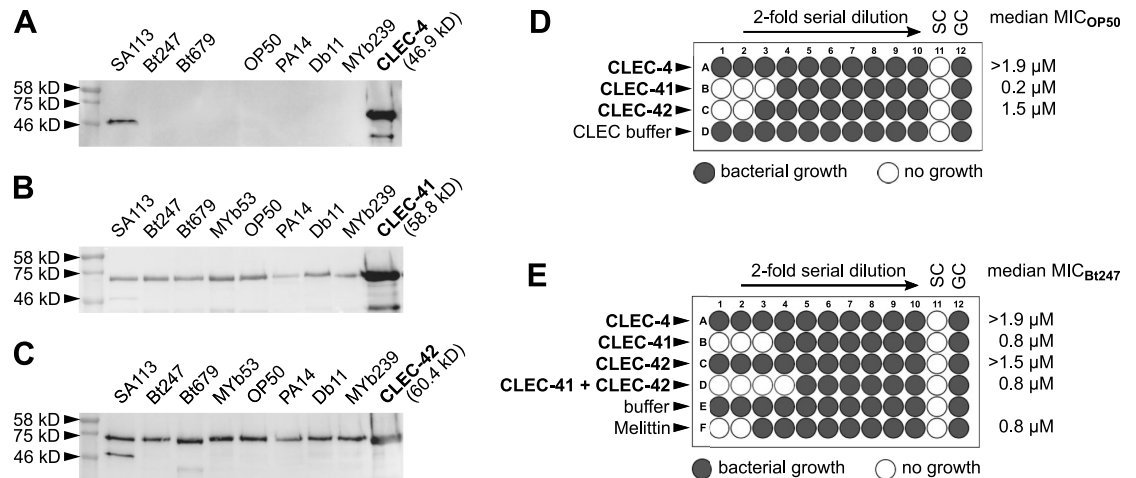 A
SA113
Bt247
Bt679
OP50
PA14
Db11
MYb239
CLEC-4
(46.9 kD)
58 kD
75 kD
46 kD
B
SA113
Bt247
Bt679
MYb53
OP50
PA14
Db11
MYb239
CLEC-41
(58.8 kD)
58 kD
75 kD
46 kD
C
SA113
Bt247
Bt679
MYb53
OP50
PA14
Db11
MYb239
CLEC-42
(60.4 kD)
58 kD
75 kD
46 kD
D
2-fold serial dilution
SC
GC
median MICOP50
1 2 3 4 5 6 7 8 9 10 11 12
CLEC-4 A >1.9 µM
CLEC-41 B 0.2 µM
CLEC-42 C 1.5 µM
CLEC buffer D
bacterial growth no growth
E
2-fold serial dilution
SC
GC
median MICBt247
1 2 3 4 5 6 7 8 9 10 11 12
CLEC-4 A >1.9 µM
CLEC-41 B 0.8 µM
CLEC-42 C >1.5 µM
CLEC-41 + CLEC-42 D 0.8 µM
buffer E
Melittin F 0.8 µM
bacterial growth no growth